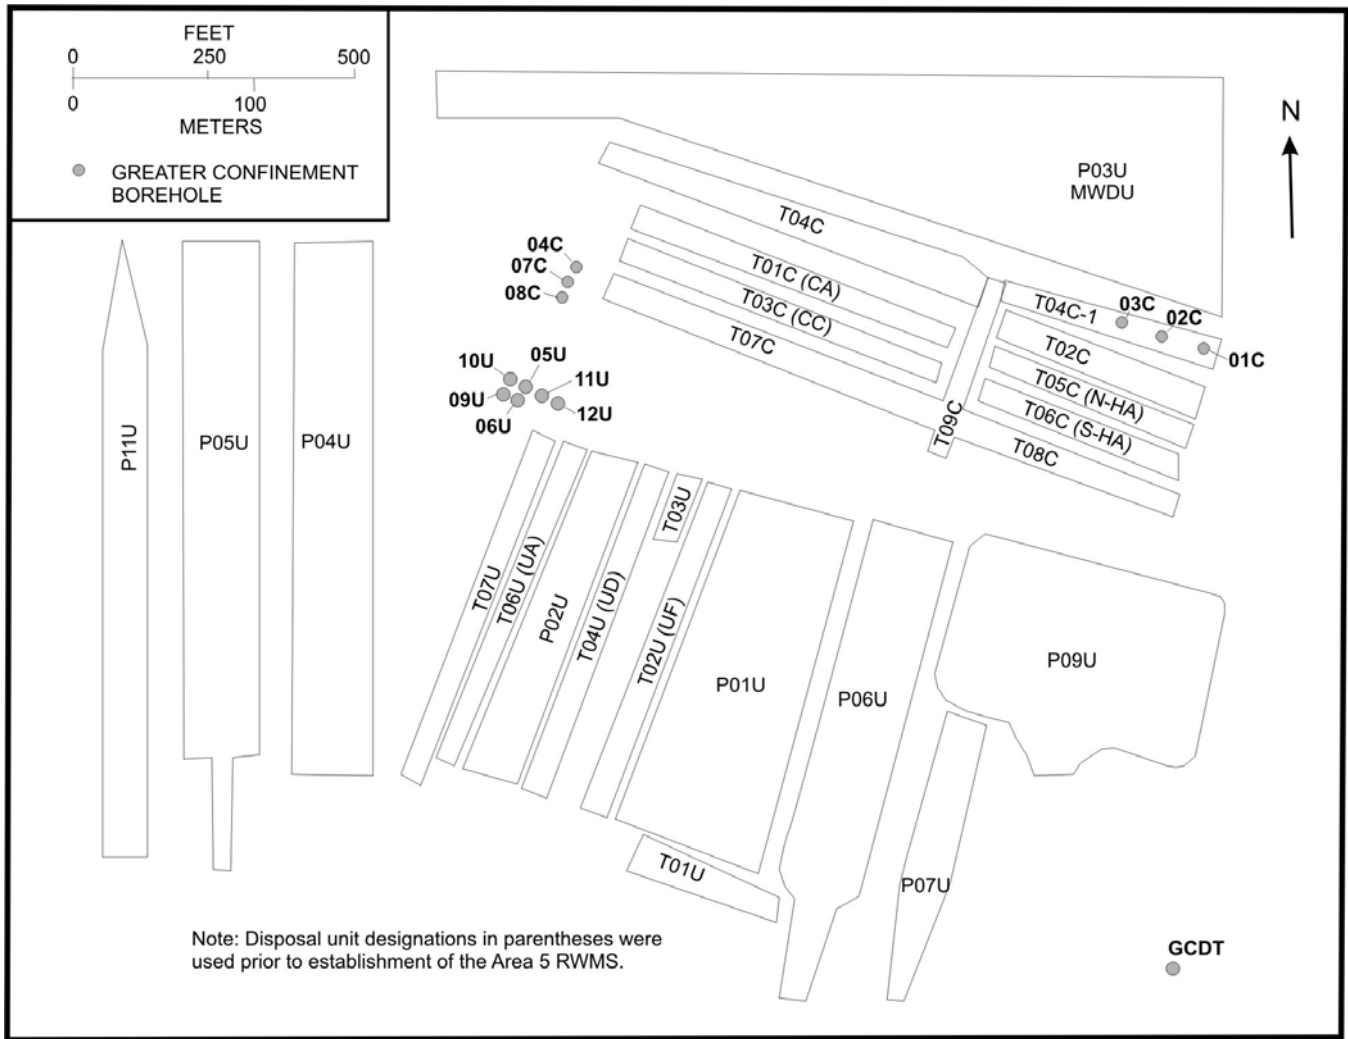 FEET
0 250 500
0 100
METERS
GREATER CONFINEMENT
BOREHOLE
N
P03U
MWDU
T04C
T01C (CA)
T03C (CC)
T07C
04C
07C
08C
T04C-1
03C
02C
01C
T02C
T05C (N-HA)
T06C (S-HA)
T08C
T09C
10U
05U
11U
09U
06U
12U
P11U
P05U
P04U
T07U
T06U (UA)
P02U
T04U (UD)
T03U
T02U (UF)
P01U
P06U
P09U
T01U
P07U
Note: Disposal unit designations in parentheses were
used prior to establishment of the Area 5 RWMS.
GCDT